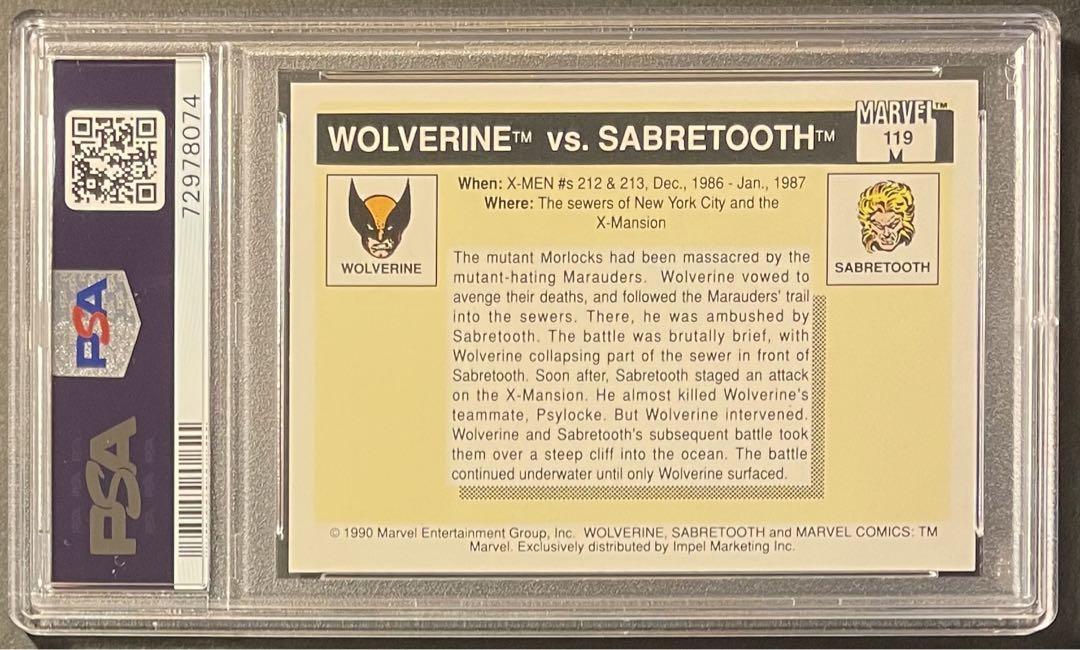 PSA
72978074
PSA
MARVEL™
WOLVERINE™ vs. SABRETOOTH™
119
WOLVERINE
When: X-MEN #s 212 & 213, Dec., 1986 - Jan., 1987
Where: The sewers of New York City and the
X-Mansion
SABRETOOTH
The mutant Morlocks had been massacred by the
mutant-hating Marauders. Wolverine vowed to
avenge their deaths, and followed the Marauders' trail
into the sewers. There, he was ambushed by
Sabretooth. The battle was brutally brief, with
Wolverine collapsing part of the sewer in front of
Sabretooth. Soon after, Sabretooth staged an attack
on the X-Mansion. He almost killed Wolverine's
teammate, Psylocke. But Wolverine intervened.
Wolverine and Sabretooth's subsequent battle took
them over a steep cliff into the ocean. The battle
continued underwater until only Wolverine surfaced.
© 1990 Marvel Entertainment Group, Inc. WOLVERINE, SABRETOOTH and MARVEL COMICS: TM
Marvel. Exclusively distributed by Impel Marketing Inc.